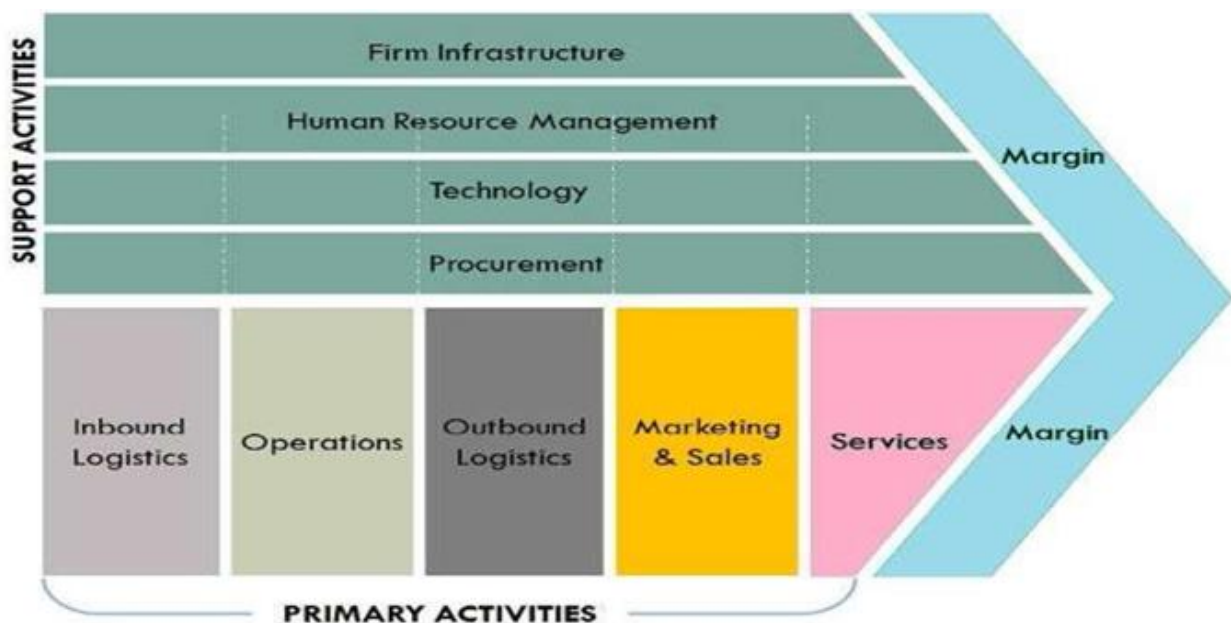 SUPPORT ACTIVITIES
Firm Infrastructure
Human Resource Management
Technology
Procurement
Margin
Inbound
Logistics
Operations
Outbound
Logistics
Marketing
& Sales
Services
Margin
PRIMARY ACTIVITIES